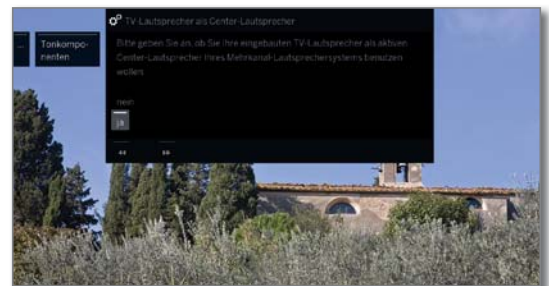 TV-Lautsprecher als Center-Lautsprecher
...
Tonkompo-
nenten
Bitte geben Sie an, ob Sie Ihre eingebauten TV-Lautsprecher als aktiven
Center-Lautsprecher Ihres Mehrkanal-Lautsprechersystems benutzen
wollen.
nein
ja